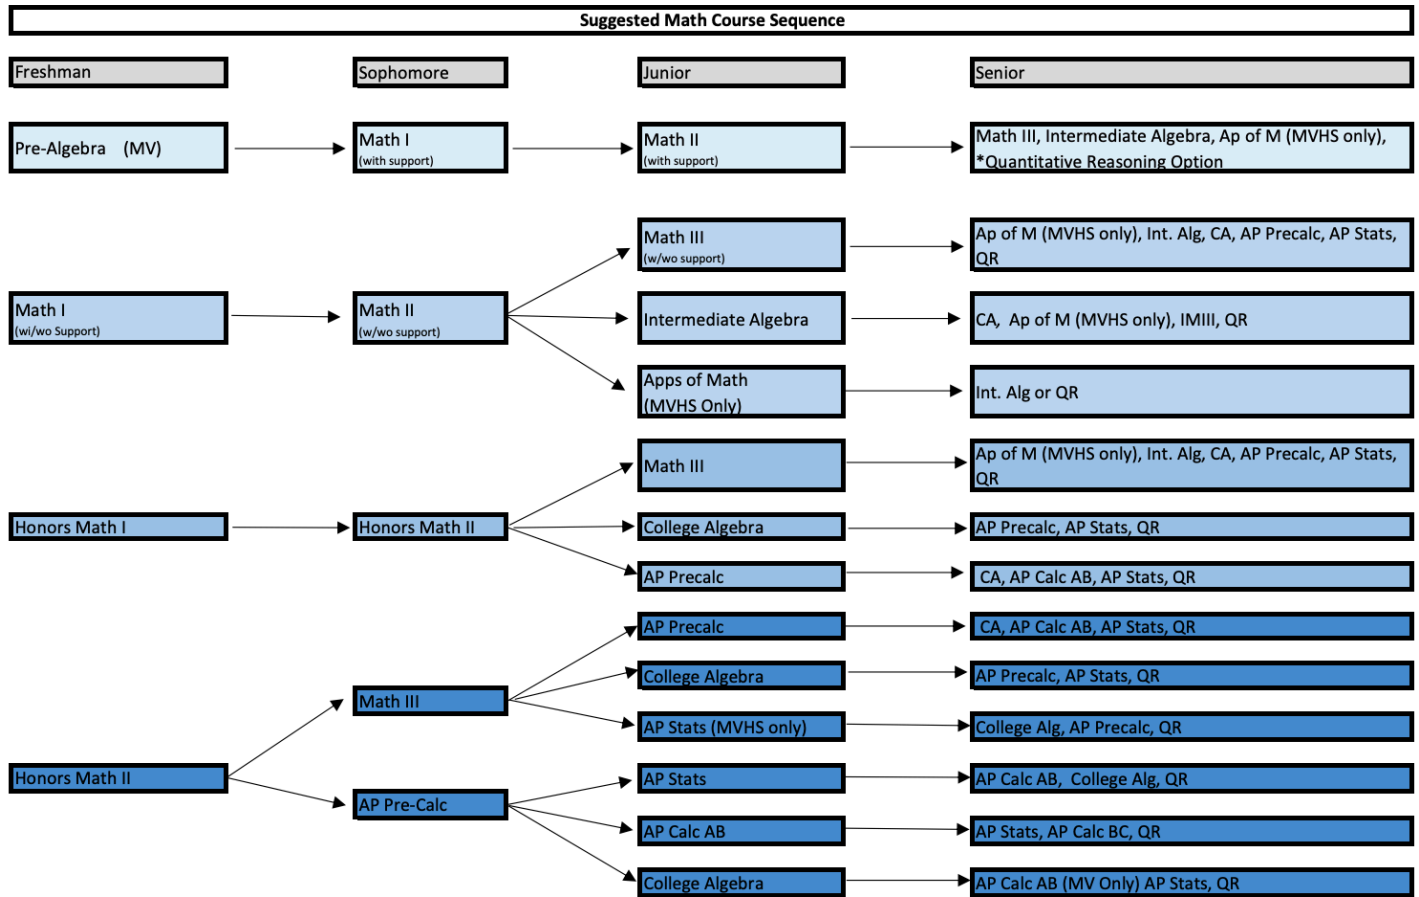 Suggested Math Course Sequence
Freshman
Sophomore
Junior
Senior
Pre-Algebra (MV)
Math I
(with support)
Math II
(with support)
Math III, Intermediate Algebra, Ap of M (MVHS only),
*Quantitative Reasoning Option
Math I
(wi/wo Support)
Math II
(w/wo support)
Math III
(w/wo support)
Ap of M (MVHS only), Int. Alg, CA, AP Precalc, AP Stats,
QR
Intermediate Algebra
CA, Ap of M (MVHS only), IMIII, QR
Apps of Math
(MVHS Only)
Int. Alg or QR
Honors Math I
Honors Math II
Math III
Ap of M (MVHS only), Int. Alg, CA, AP Precalc, AP Stats,
QR
College Algebra
AP Precalc, AP Stats, QR
AP Precalc
CA, AP Calc AB, AP Stats, QR
Honors Math II
Math III
AP Precalc
CA, AP Calc AB, AP Stats, QR
College Algebra
AP Precalc, AP Stats, QR
AP Stats (MVHS only)
College Alg, AP Precalc, QR
AP Pre-Calc
AP Stats
AP Calc AB, College Alg, QR
AP Calc AB
AP Stats, AP Calc BC, QR
College Algebra
AP Calc AB (MV Only) AP Stats, QR